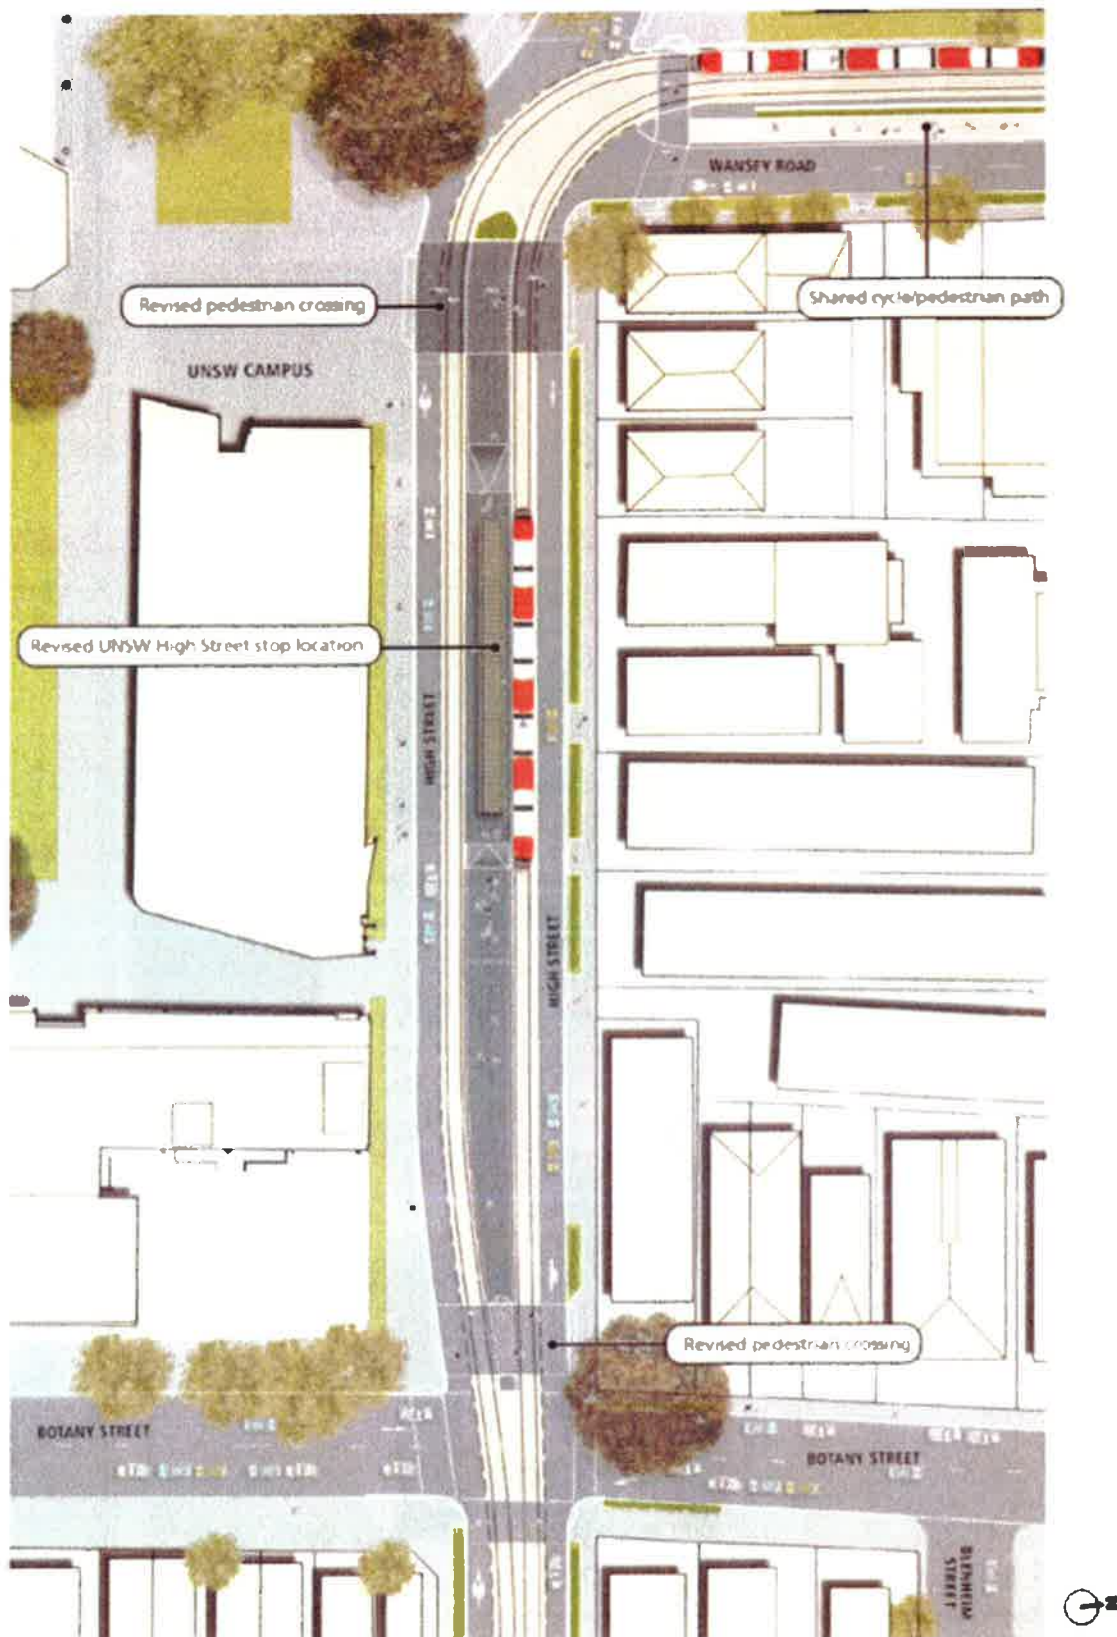 WANSEY ROAD
Revised pedestrian crossing
Shared cycle/pedestrian path
UNSW CAMPUS
Revised UNSW High Street stop location
HIGH STREET
HIGH STREET
Revised pedestrian crossing
BOTANY STREET
BOTANY STREET
BLENHEIM
STREET
N